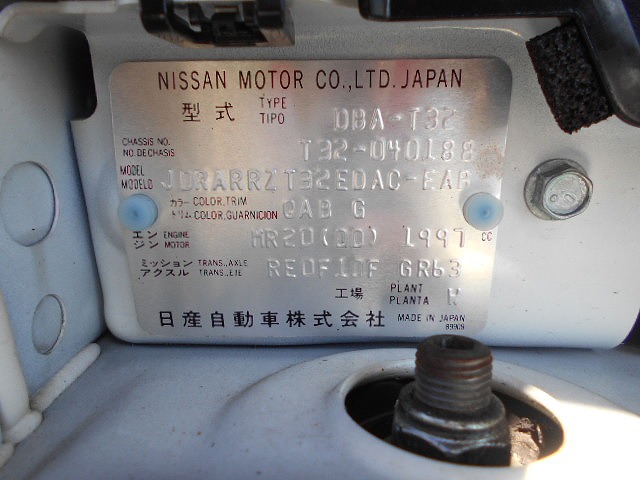 NISSAN MOTOR CO.,LTD. JAPAN
型式 TYPE TIPO DBA-T32
CHASSIS NO. NO. DE CHASIS T32-040188
MODEL MODELO JDRARRZT32EDAC-EAB
カラー COLOR,TRIM トリム COLOR,GUARNICION QAB G
エンジン ENGINE MOTOR MR20(DD) 1997 CC
ミッション アクスル TRANS.,AXLE TRANS.,EJE RE0F10F GR63
工場 PLANT PLANTA W
日産自動車株式会社 MADE IN JAPAN
89909